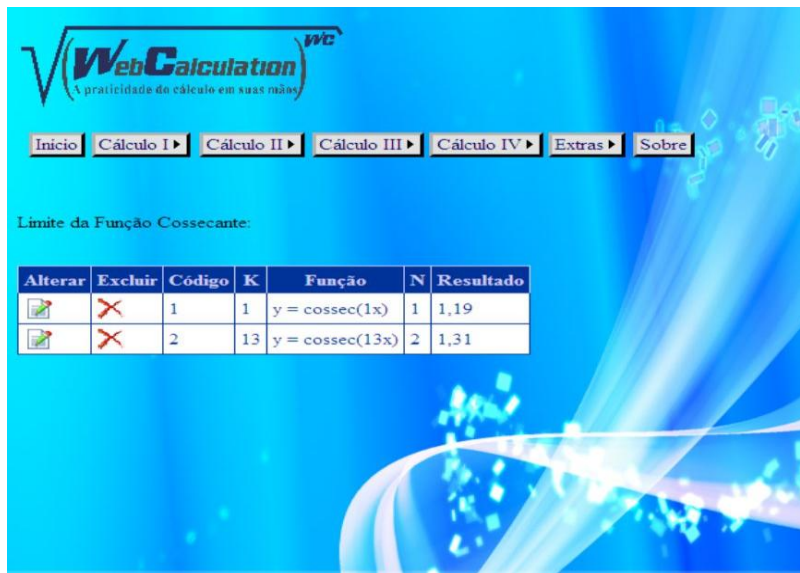 WC
WebCalculation
A praticidade do cálculo em suas mãos
Inicio Cálculo I Cálculo II Cálculo III Cálculo IV Extras Sobre
Limite da Função Cossecante:
Alterar Excluir Código K Função N Resultado
1 1 y = cossec(1x) 1 1,19
2 13 y = cossec(13x) 2 1,31